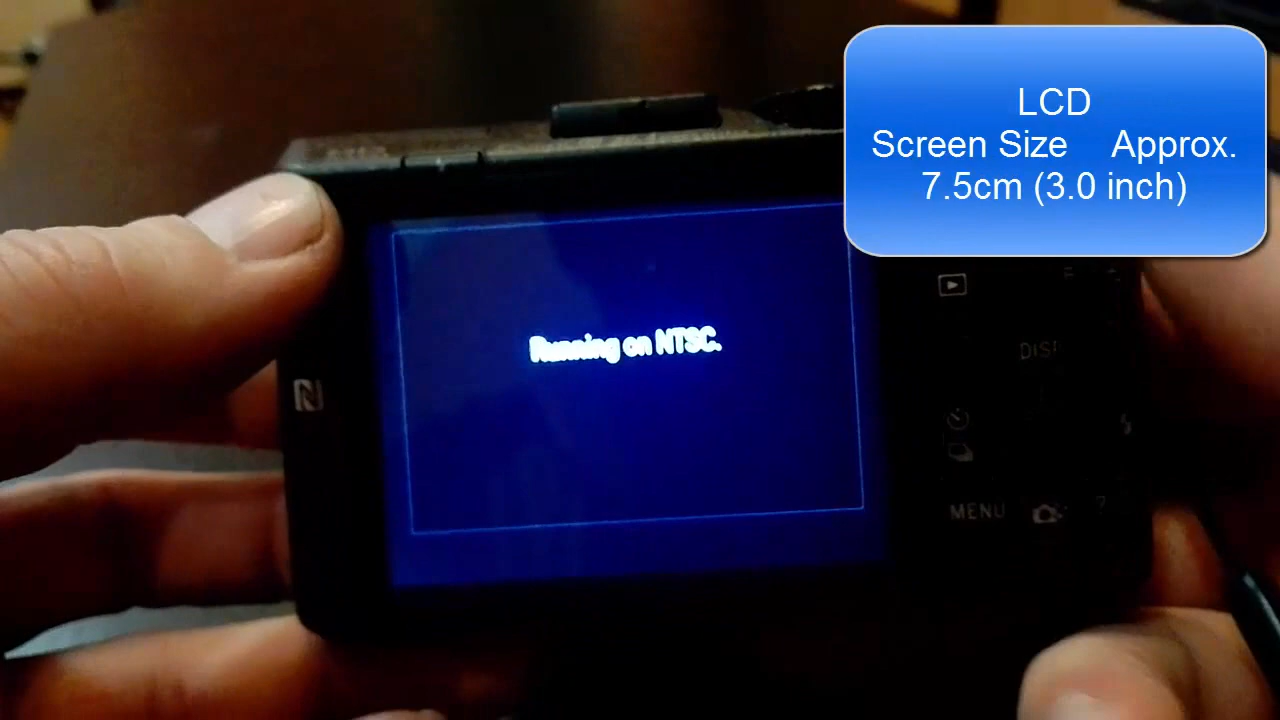 LCD
Screen Size Approx.
7.5cm (3.0 inch)
Running on NTSC.
MENU
?